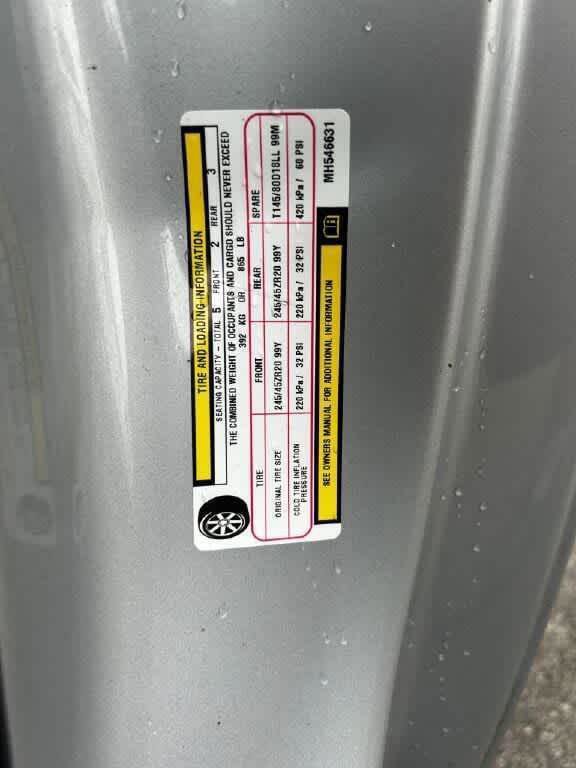 TIRE AND LOADING INFORMATION
SEATING CAPACITY - TOTAL 5 FRONT 2 REAR 3
THE COMBINED WEIGHT OF OCCUPANTS AND CARGO SHOULD NEVER EXCEED
392 KG OR 865 LB
TIRE FRONT REAR SPARE
ORIGINAL TIRE SIZE 245/45ZR20 99Y 245/45ZR20 99Y T145/80D18LL 99M
COLD TIRE INFLATION
PRESSURE 220 kPa / 32 PSI 220 kPa / 32 PSI 420 kPa / 60 PSI
SEE OWNERS MANUAL FOR ADDITIONAL INFORMATION
MH546631